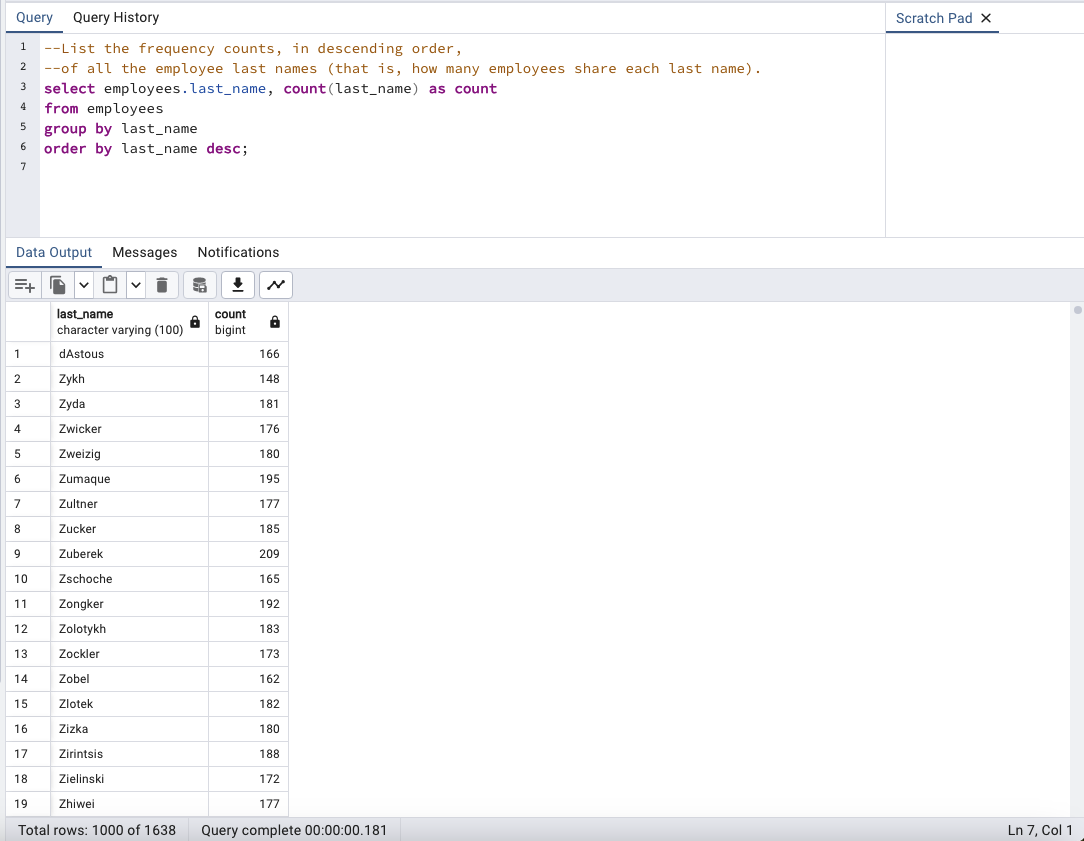 Query Query History
Scratch Pad
1 --List the frequency counts, in descending order,
2 --of all the employee last names (that is, how many employees share each last name).
3 select employees.last_name, count(last_name) as count
4 from employees
5 group by last_name
6 order by last_name desc;
7
Data Output Messages Notifications
last_name count
character varying (100) bigint
1 dAstous 166
2 Zykh 148
3 Zyda 181
4 Zwicker 176
5 Zweizig 180
6 Zumaque 195
7 Zultner 177
8 Zucker 185
9 Zuberek 209
10 Zschoche 165
11 Zongker 192
12 Zolotykh 183
13 Zockler 173
14 Zobel 162
15 Zlotek 182
16 Zizka 180
17 Zirintsis 188
18 Zielinski 172
19 Zhiwei 177
Total rows: 1000 of 1638 Query complete 00:00:00.181 Ln 7, Col 1